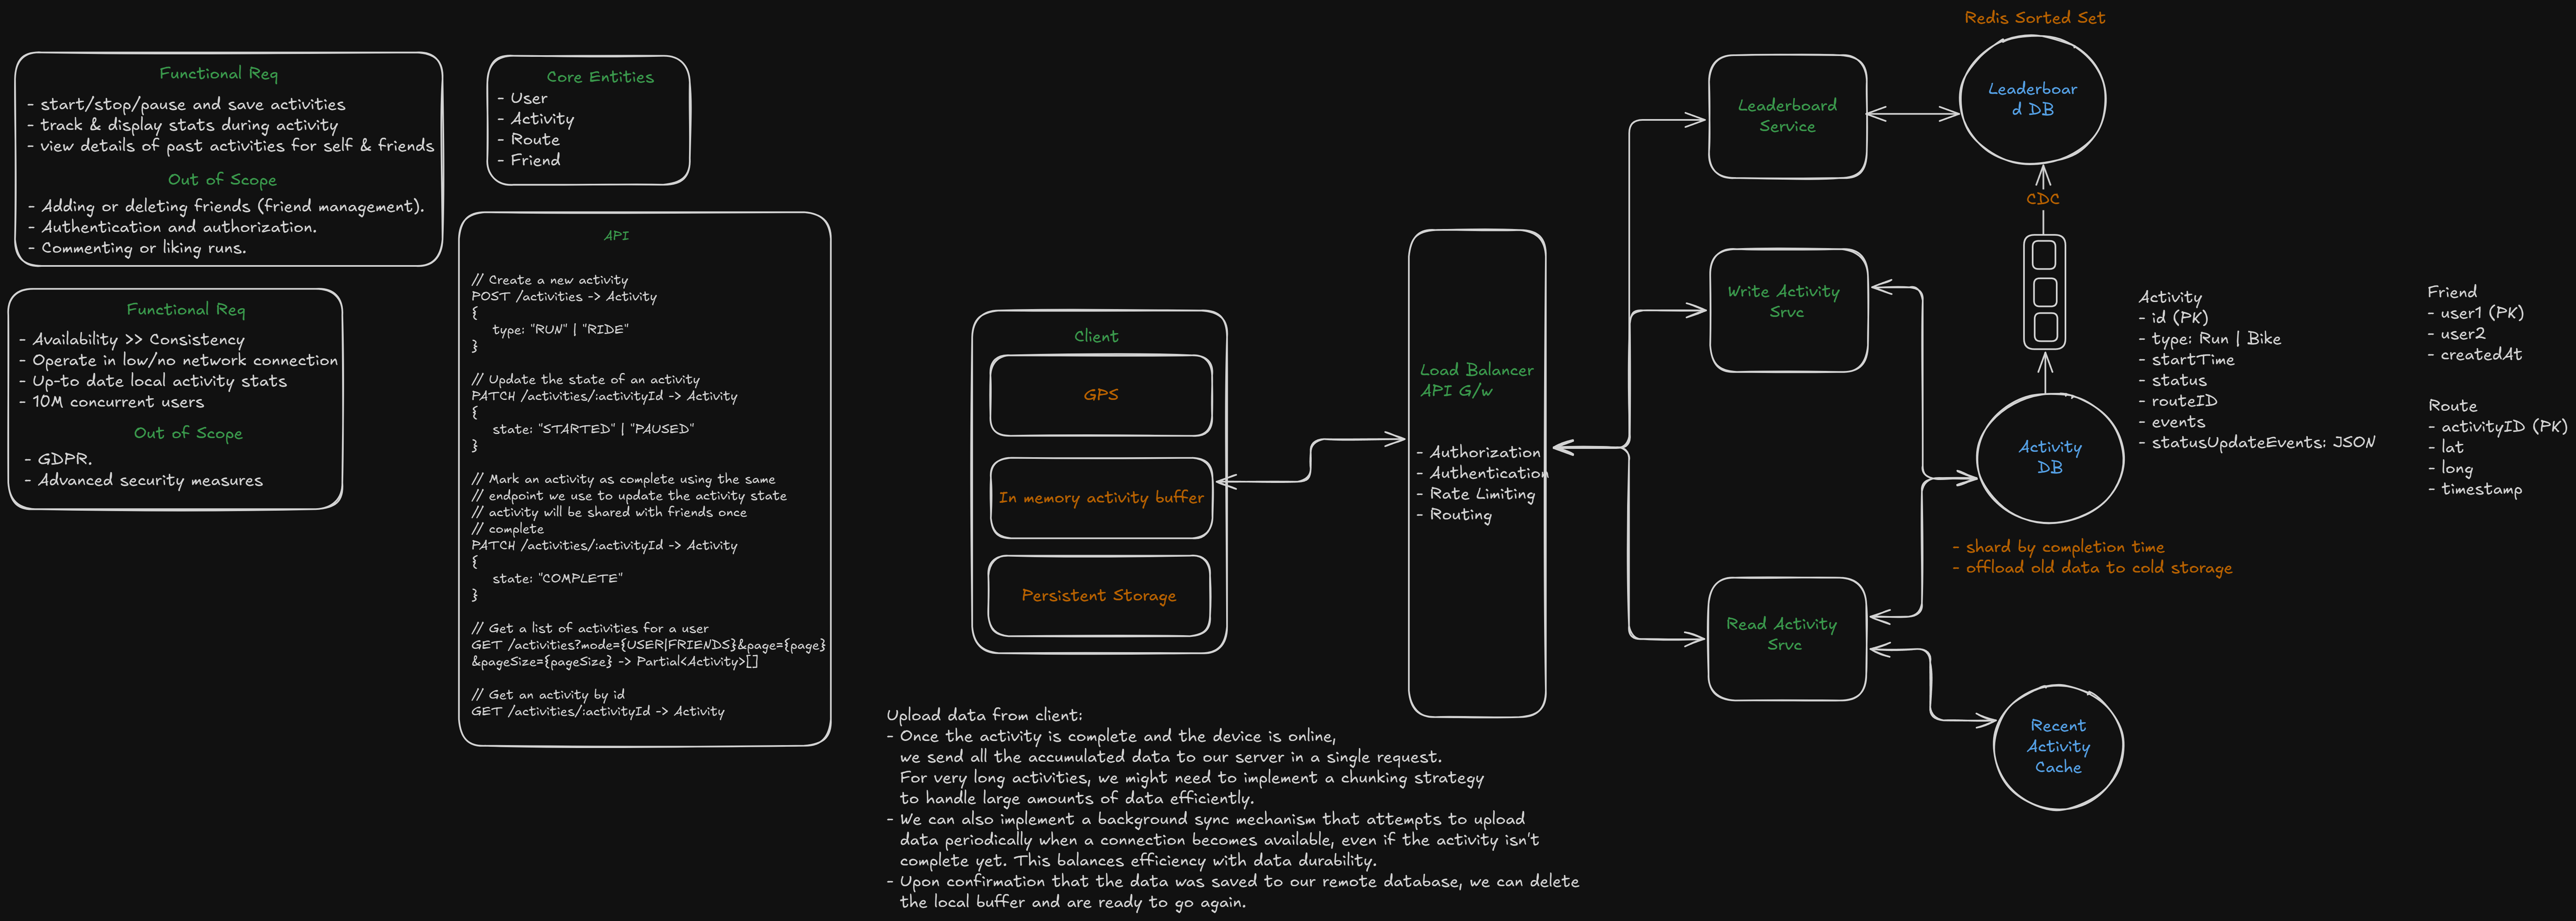 Functional Req
- start/stop/pause and save activities
- track & display stats during activity
- view details of past activities for self & friends
Out of Scope
- Adding or deleting friends (friend management).
- Authentication and authorization.
- Commenting or liking runs.
Functional Req
- Availability >> Consistency
- Operate in low/no network connection
- Up-to date local activity stats
- 10M concurrent users
Out of Scope
- GDPR.
- Advanced security measures
Core Entities
- User
- Activity
- Route
- Friend
API
// Create a new activity
POST /activities -> Activity
{
type: "RUN" | "RIDE"
}
// Update the state of an activity
PATCH /activities/:activityId -> Activity
{
state: "STARTED" | "PAUSED"
}
// Mark an activity as complete using the same
// endpoint we use to update the activity state
// activity will be shared with friends once
// complete
PATCH /activities/:activityId -> Activity
{
state: "COMPLETE"
}
// Get a list of activities for a user
GET /activities?mode={USER|FRIENDS}&page={page}
&pageSize={pageSize} -> Partial<Activity>[]
// Get an activity by id
GET /activities/:activityId -> Activity
Client
GPS
In memory activity buffer
Persistent Storage
Upload data from client:
- Once the activity is complete and the device is online,
we send all the accumulated data to our server in a single request.
For very long activities, we might need to implement a chunking strategy
to handle large amounts of data efficiently.
- We can also implement a background sync mechanism that attempts to upload
data periodically when a connection becomes available, even if the activity isn't
complete yet. This balances efficiency with data durability.
- Upon confirmation that the data was saved to our remote database, we can delete
the local buffer and are ready to go again.
Load Balancer
API G/w
- Authorization
- Authentication
- Rate Limiting
- Routing
Leaderboard
Service
Write Activity
Srvc
Read Activity
Srvc
Redis Sorted Set
Leaderboar
d DB
CDC
Activity
DB
- shard by completion time
- offload old data to cold storage
Recent
Activity
Cache
Activity
- id (PK)
- type: Run | Bike
- startTime
- status
- routeID
- events
- statusUpdateEvents: JSON
Friend
- user1 (PK)
- user2
- createdAt
Route
- activityID (PK)
- lat
- long
- timestamp